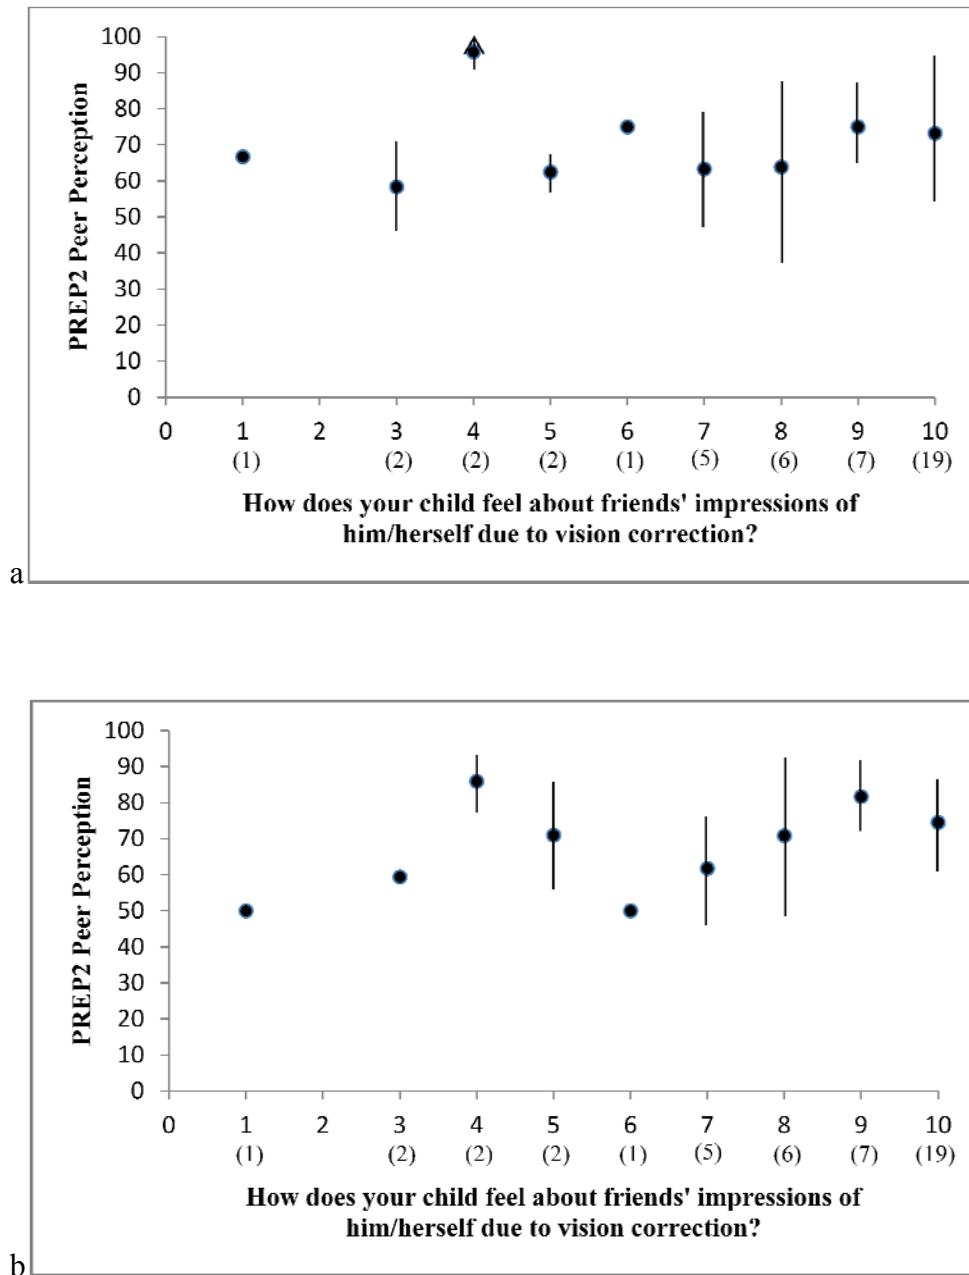 100
90
80
70
60
50
40
30
20
10
0
PREP2 Peer Perception
0 1 2 3 4 5 6 7 8 9 10
(1) (2) (2) (2) (1) (5) (6) (7) (19)
How does your child feel about friends' impressions of
him/herself due to vision correction?
a
100
90
80
70
60
50
40
30
20
10
0
PREP2 Peer Perception
0 1 2 3 4 5 6 7 8 9 10
(1) (2) (2) (2) (1) (5) (6) (7) (19)
How does your child feel about friends' impressions of
him/herself due to vision correction?
b